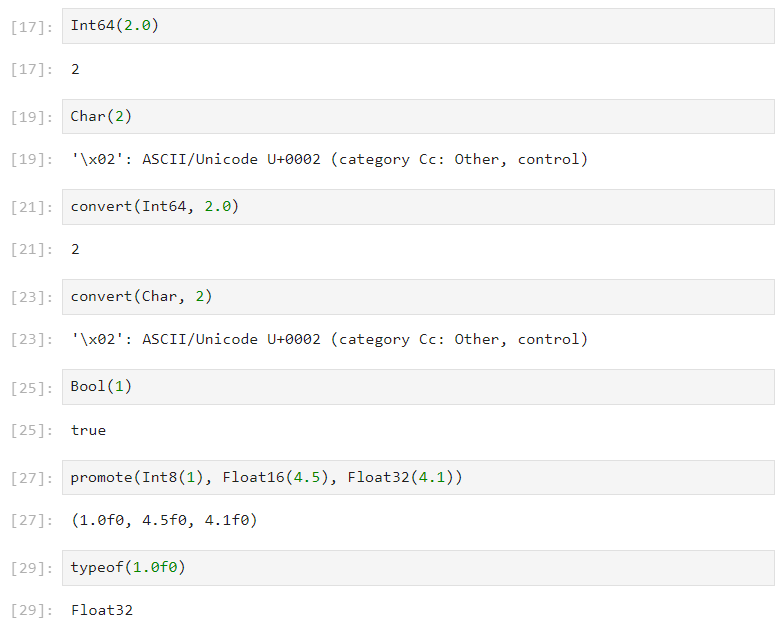 [17]: Int64(2.0)
[17]: 2
[19]: Char(2)
[19]: '\x02': ASCII/Unicode U+0002 (category Cc: Other, control)
[21]: convert(Int64, 2.0)
[21]: 2
[23]: convert(Char, 2)
[23]: '\x02': ASCII/Unicode U+0002 (category Cc: Other, control)
[25]: Bool(1)
[25]: true
[27]: promote(Int8(1), Float16(4.5), Float32(4.1))
[27]: (1.0f0, 4.5f0, 4.1f0)
[29]: typeof(1.0f0)
[29]: Float32